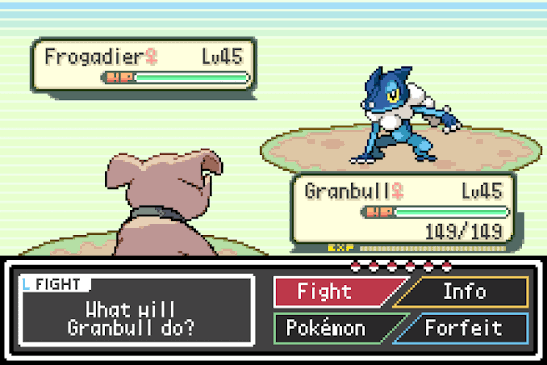 Frogadier♀ Lv45
HP
Granbull♀ Lv45
HP
149/149
EXP
L FIGHT
What will
Granbull do?
Fight
Info
Pokémon
Forfeit